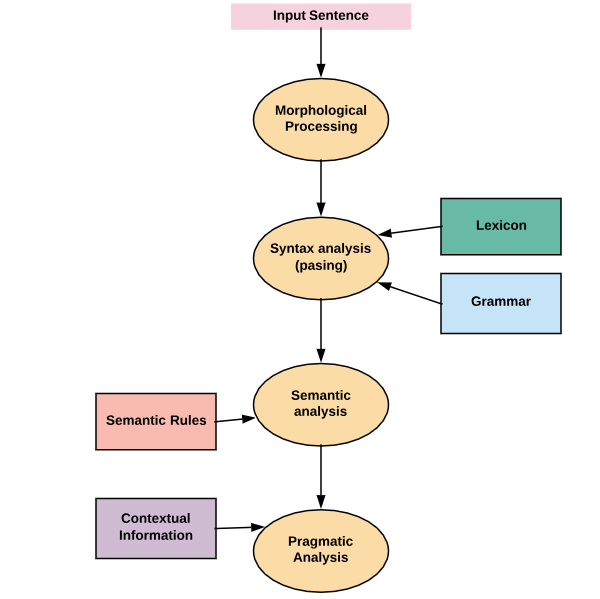 Input Sentence
Morphological
Processing
Syntax analysis
(pasing)
Lexicon
Grammar
Semantic
analysis
Semantic Rules
Contextual
Information
Pragmatic
Analysis